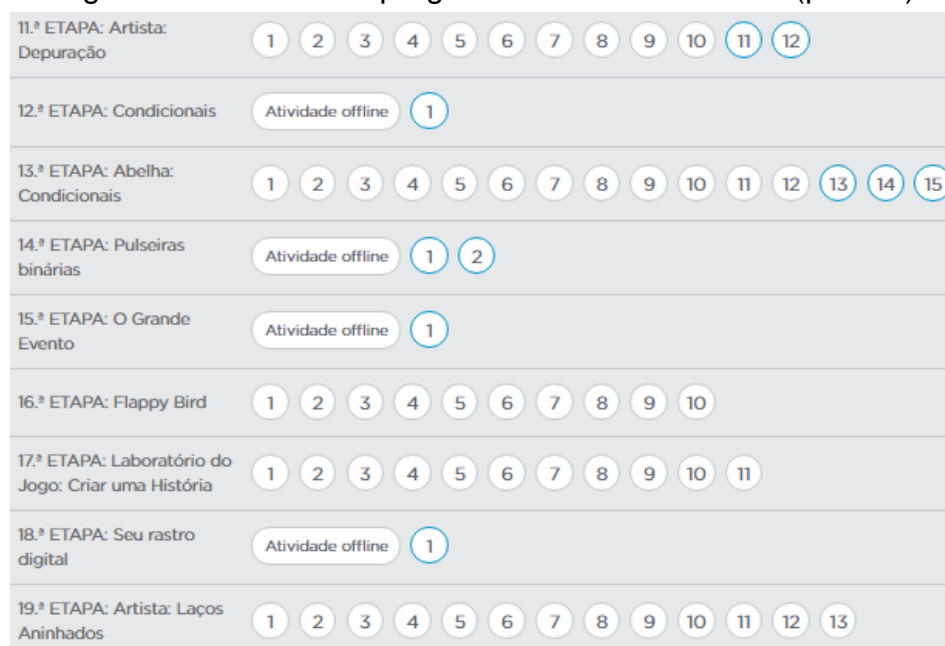 11.ª ETAPA: Artista:
Depuração
1 2 3 4 5 6 7 8 9 10 11 12
12.ª ETAPA: Condicionais
Atividade offline 1
13.ª ETAPA: Abelha:
Condicionais
1 2 3 4 5 6 7 8 9 10 11 12 13 14 15
14.ª ETAPA: Pulseiras
binárias
Atividade offline 1 2
15.ª ETAPA: O Grande
Evento
Atividade offline 1
16.ª ETAPA: Flappy Bird
1 2 3 4 5 6 7 8 9 10
17.ª ETAPA: Laboratório do
Jogo: Criar uma História
1 2 3 4 5 6 7 8 9 10 11
18.ª ETAPA: Seu rastro
digital
Atividade offline 1
19.ª ETAPA: Artista: Laços
Aninhados
1 2 3 4 5 6 7 8 9 10 11 12 13